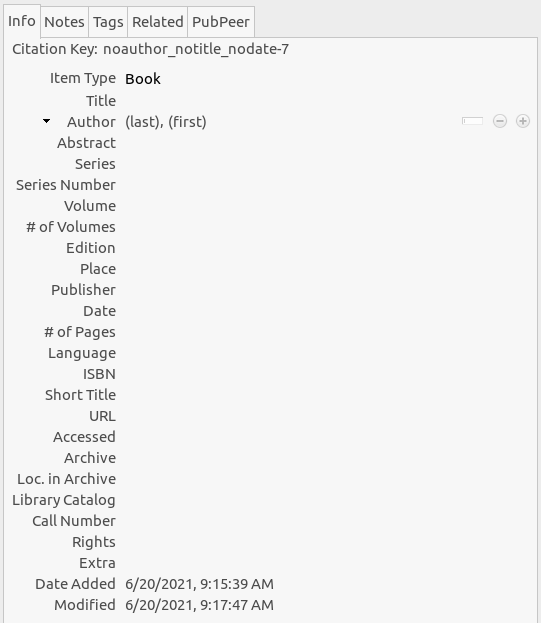 Info Notes Tags Related PubPeer
Citation Key: noauthor_notitle_nodate-7
Item Type Book
Title
Author (last), (first)
Abstract
Series
Series Number
Volume
# of Volumes
Edition
Place
Publisher
Date
# of Pages
Language
ISBN
Short Title
URL
Accessed
Archive
Loc. in Archive
Library Catalog
Call Number
Rights
Extra
Date Added 6/20/2021, 9:15:39 AM
Modified 6/20/2021, 9:17:47 AM